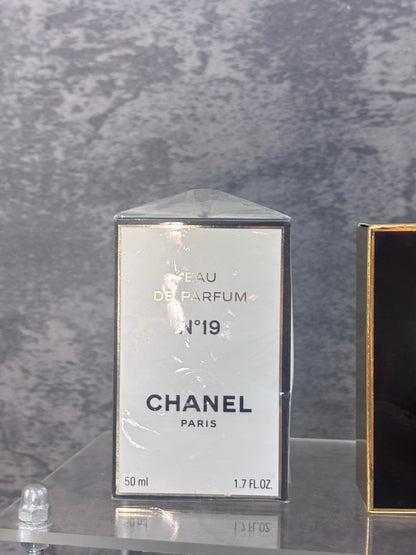 EAU
DE PARFUM
N°19
CHANEL
PARIS
50 ml 1.7 FL.OZ.